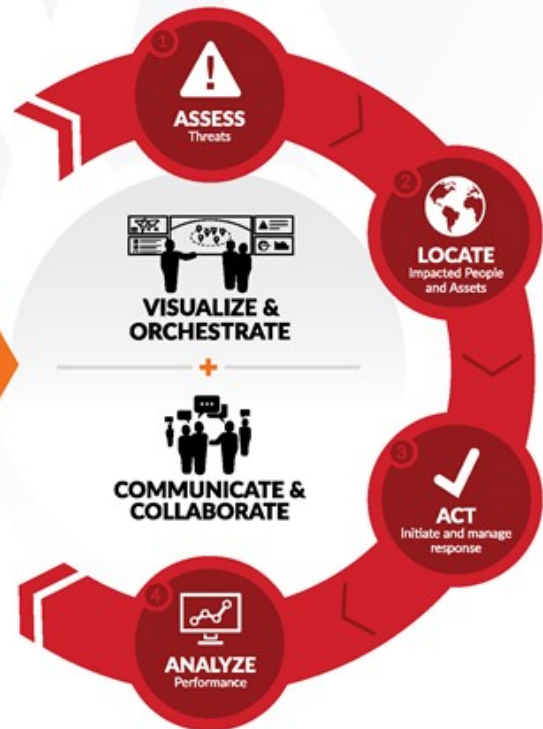 1
ASSESS
Threats
2
LOCATE
Impacted People
and Assets
3
ACT
Initiate and manage
response
4
ANALYZE
Performance
VISUALIZE &
ORCHESTRATE
+
COMMUNICATE &
COLLABORATE